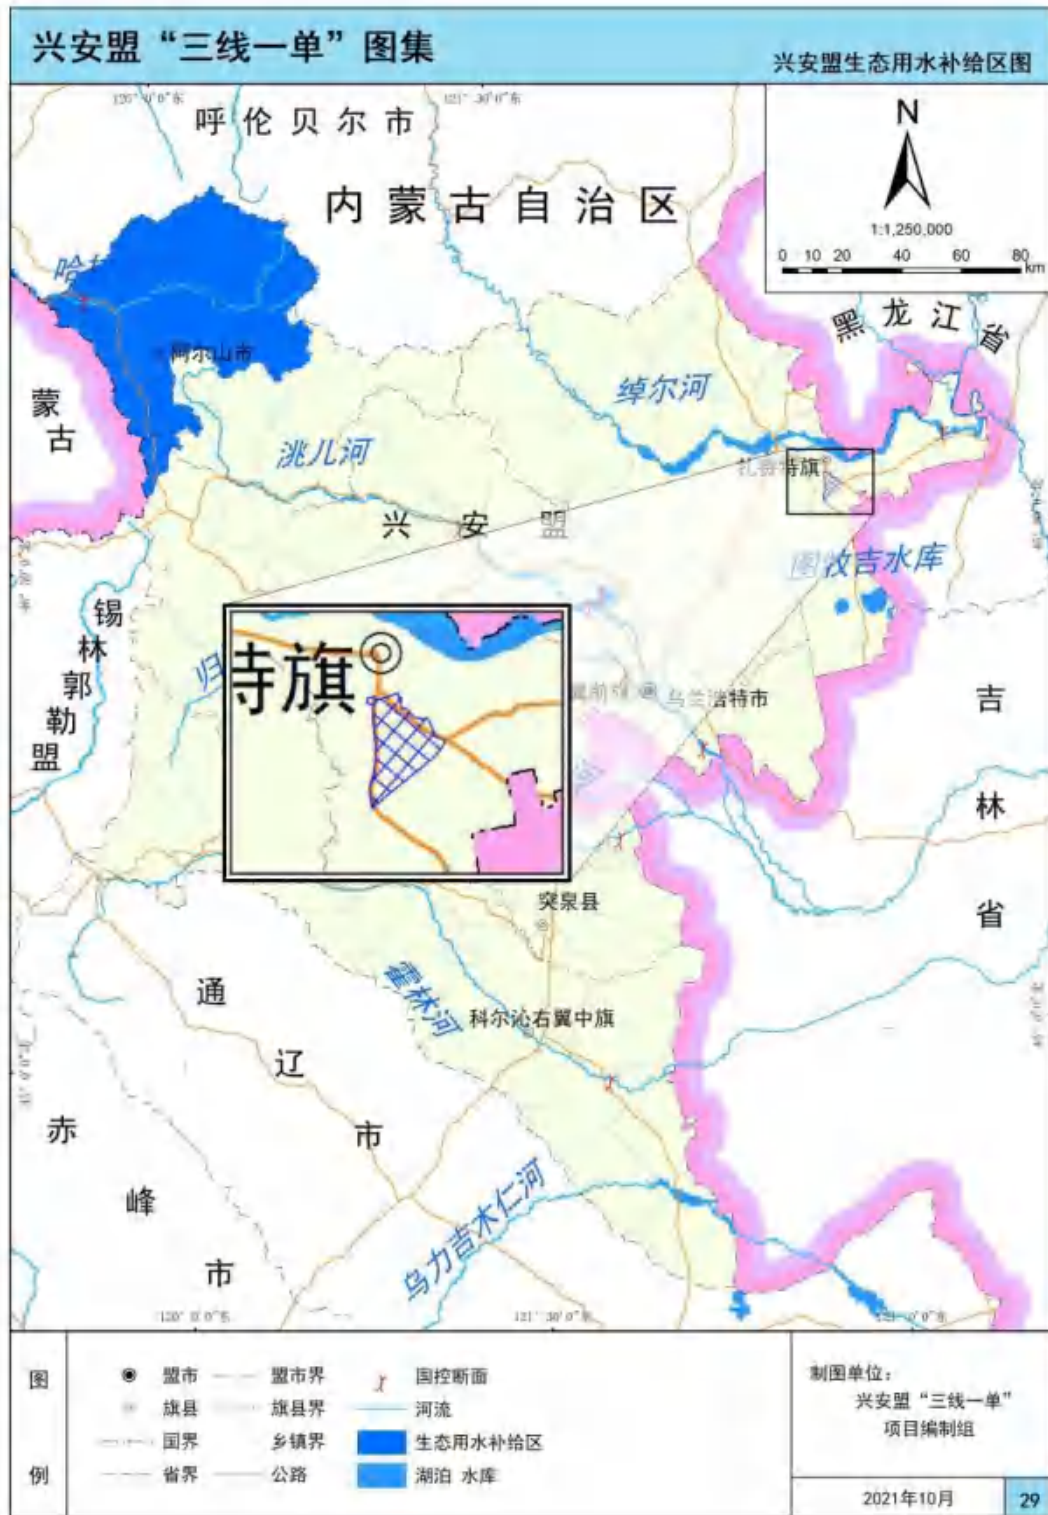 兴安盟“三线一单”图集
兴安盟生态用水补给区图
呼伦贝尔市
内蒙古自治区
N
1:1,250,000
0 10 20 40 60 80
km
黑龙江省
阿尔山市
蒙古
绰尔河
洮儿河
扎赉特旗
兴安盟
图牧吉水库
锡林郭勒盟
特旗
乌兰浩特市
吉林省
突泉县
霍林河
科尔沁右翼中旗
通辽市
赤峰市
乌力吉木仁河
120° 0'0"东
121° 30'0"东
图例
盟市
盟市界
国控断面
旗县
旗县界
河流
国界
乡镇界
生态用水补给区
省界
公路
湖泊 水库
制图单位：
兴安盟“三线一单”
项目编制组
2021年10月
29